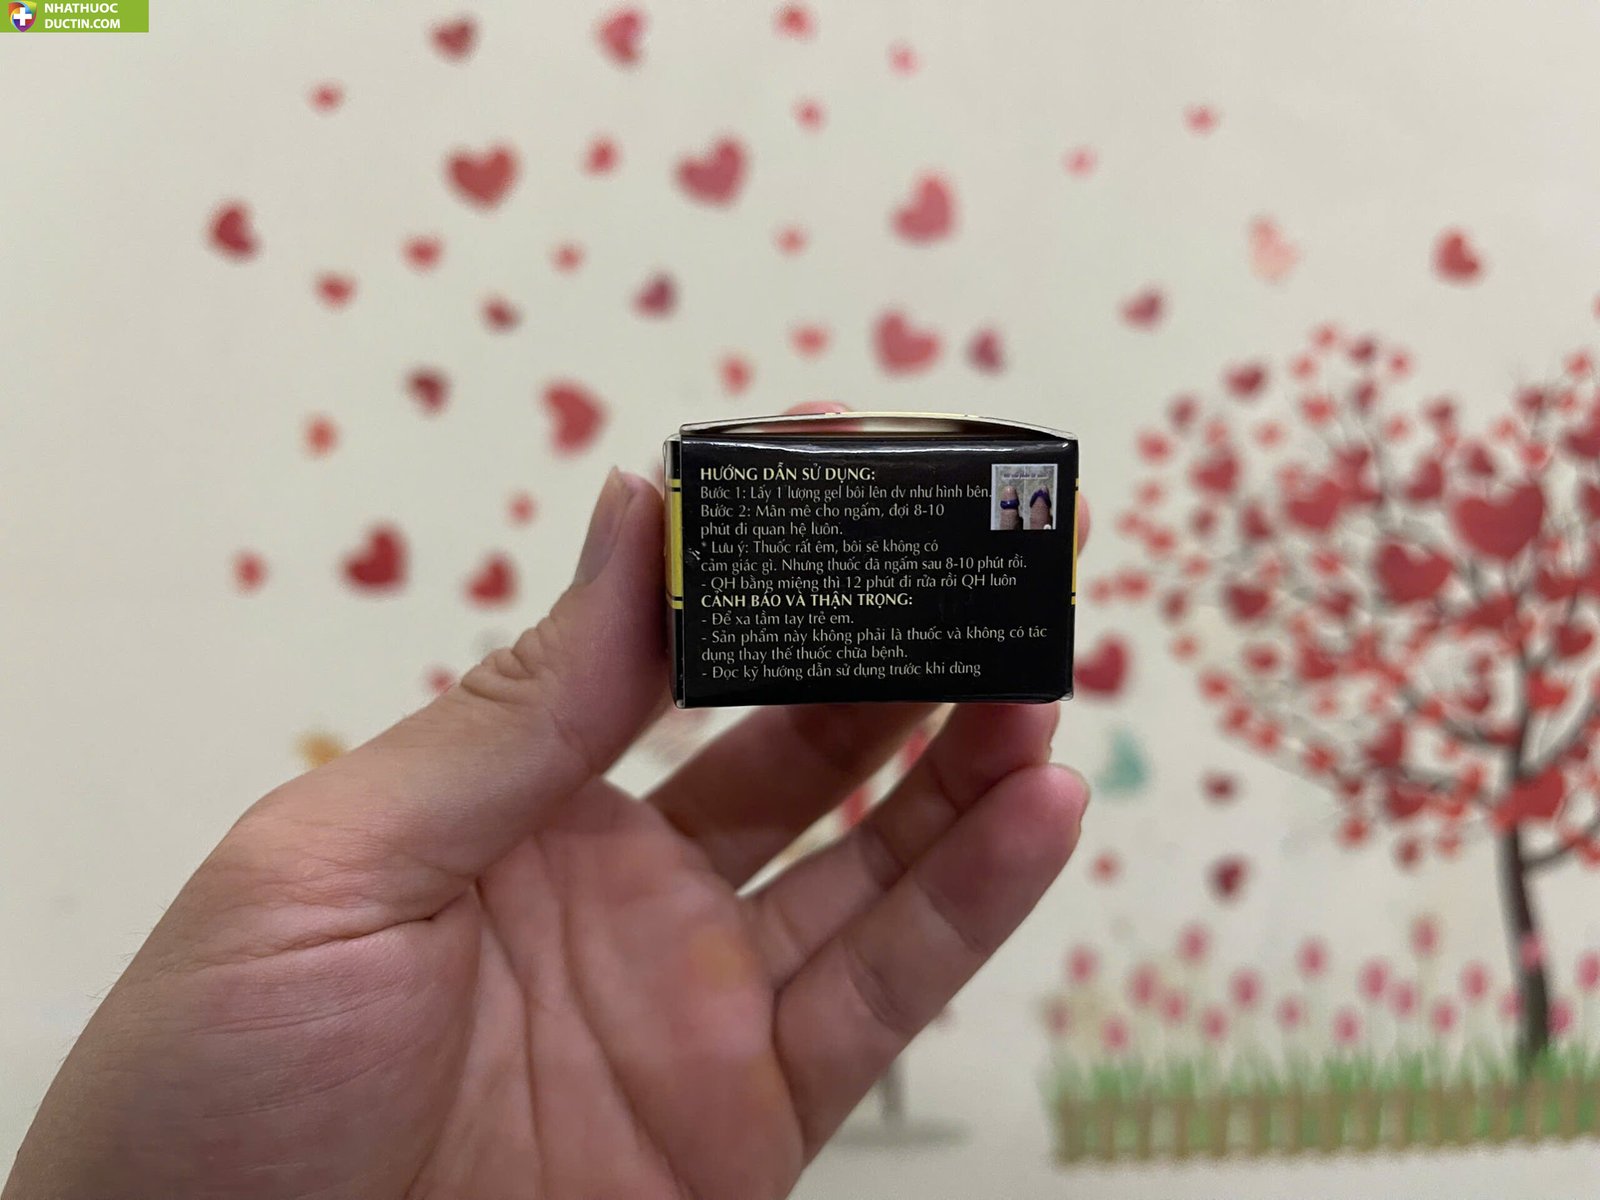 NHATHUOC
DUCTIN.COM
HƯỚNG DẪN SỬ DỤNG:
Bước 1: Lấy 1 lượng gel bôi lên dv như hình bên.
Bước 2: Mân mê cho ngấm, đợi 8-10
phút đi quan hệ luôn.
* Lưu ý: Thuốc rất êm, bôi sẽ không có
cảm giác gì. Nhưng thuốc đã ngấm sau 8-10 phút rồi.
- QH bằng miệng thì 12 phút đi rửa rồi QH luôn
CẢNH BÁO VÀ THẬN TRỌNG:
- Để xa tầm tay trẻ em.
- Sản phẩm này không phải là thuốc và không có tác
dụng thay thế thuốc chữa bệnh.
- Đọc kỹ hướng dẫn sử dụng trước khi dùng